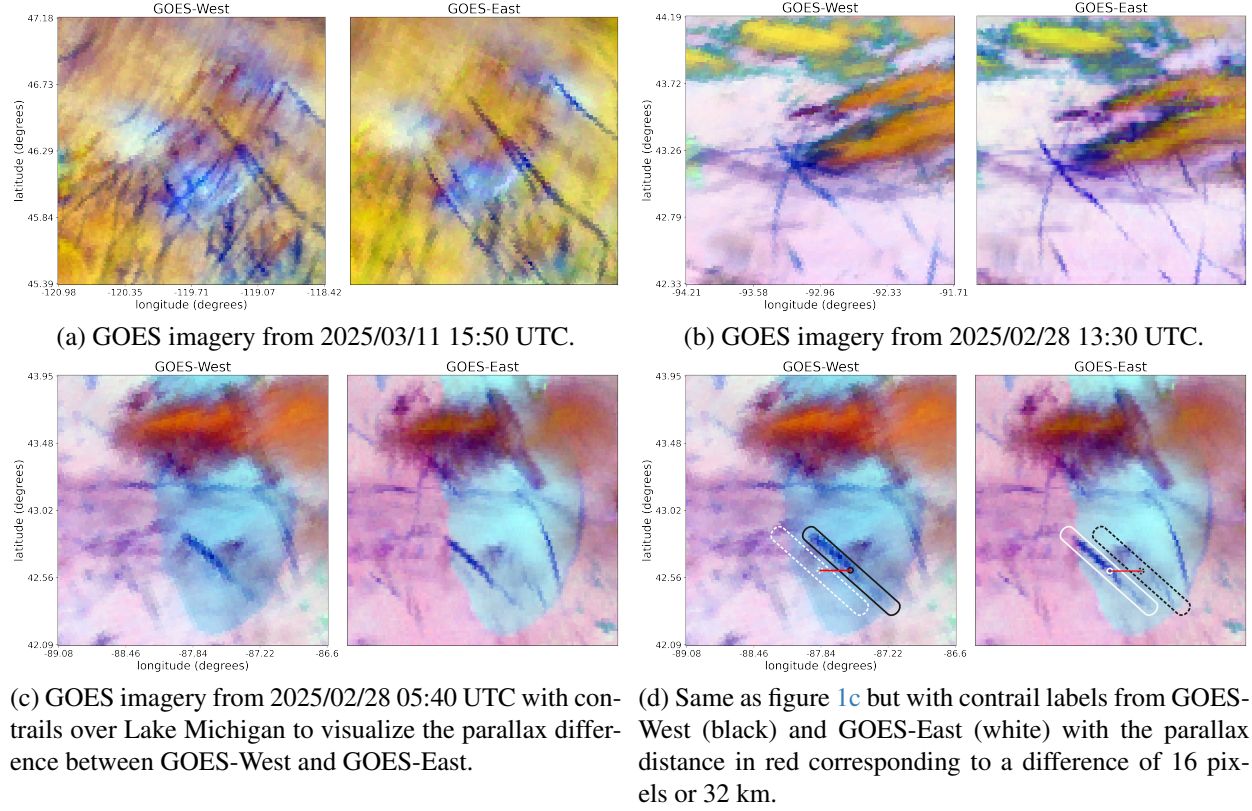 GOES-West
GOES-East
47.18
46.73
46.29
45.84
45.39
latitude (degrees)
-120.98 -120.35 -119.71 -119.07 -118.42
longitude (degrees)
(a) GOES imagery from 2025/03/11 15:50 UTC.
GOES-West
GOES-East
44.19
43.72
43.26
42.79
42.33
latitude (degrees)
-94.21 -93.58 -92.96 -92.33 -91.71
longitude (degrees)
(b) GOES imagery from 2025/02/28 13:30 UTC.
GOES-West
GOES-East
43.95
43.48
43.02
42.56
42.09
latitude (degrees)
-89.08 -88.46 -87.84 -87.22 -86.6
longitude (degrees)
(c) GOES imagery from 2025/02/28 05:40 UTC with con-
trails over Lake Michigan to visualize the parallax differ-
ence between GOES-West and GOES-East.
GOES-West
GOES-East
43.95
43.48
43.02
42.56
42.09
latitude (degrees)
-89.08 -88.46 -87.84 -87.22 -86.6
longitude (degrees)
(d) Same as figure 1c but with contrail labels from GOES-
West (black) and GOES-East (white) with the parallax
distance in red corresponding to a difference of 16 pix-
els or 32 km.